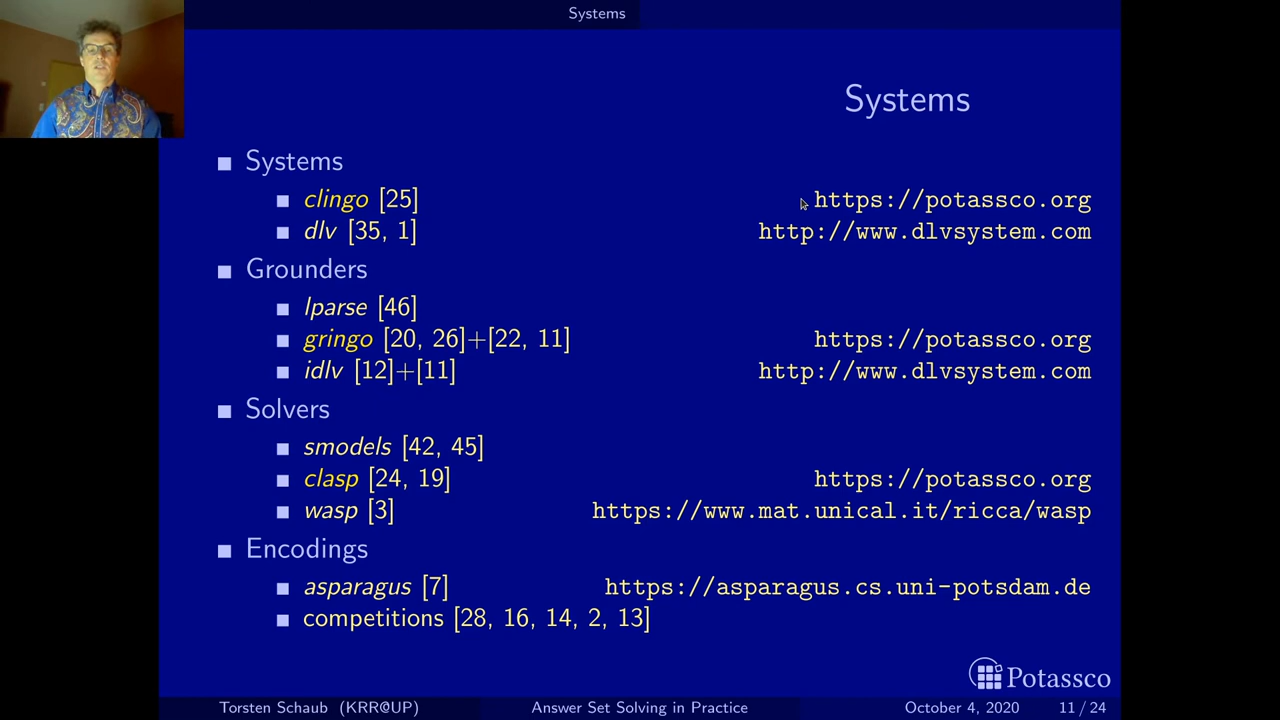 Systems
Systems
Systems
clingo [25] https://potassco.org
dlv [35, 1] http://www.dlvsystem.com
Grounders
lparse [46]
gringo [20, 26]+[22, 11] https://potassco.org
idlv [12]+[11] http://www.dlvsystem.com
Solvers
smodels [42, 45]
clasp [24, 19] https://potassco.org
wasp [3] https://www.mat.unical.it/ricca/wasp
Encodings
asparagus [7] https://asparagus.cs.uni-potsdam.de
competitions [28, 16, 14, 2, 13]
Potassco
Torsten Schaub (KRR@UP) Answer Set Solving in Practice October 4, 2020 11 / 24